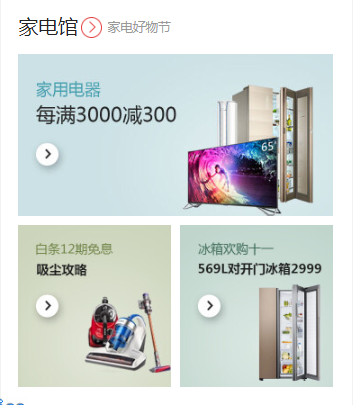 家电馆 家电好物节
家用电器
每满3000减300
65"
白条12期免息
吸尘攻略
冰箱欢购十一
569L对开门冰箱2999